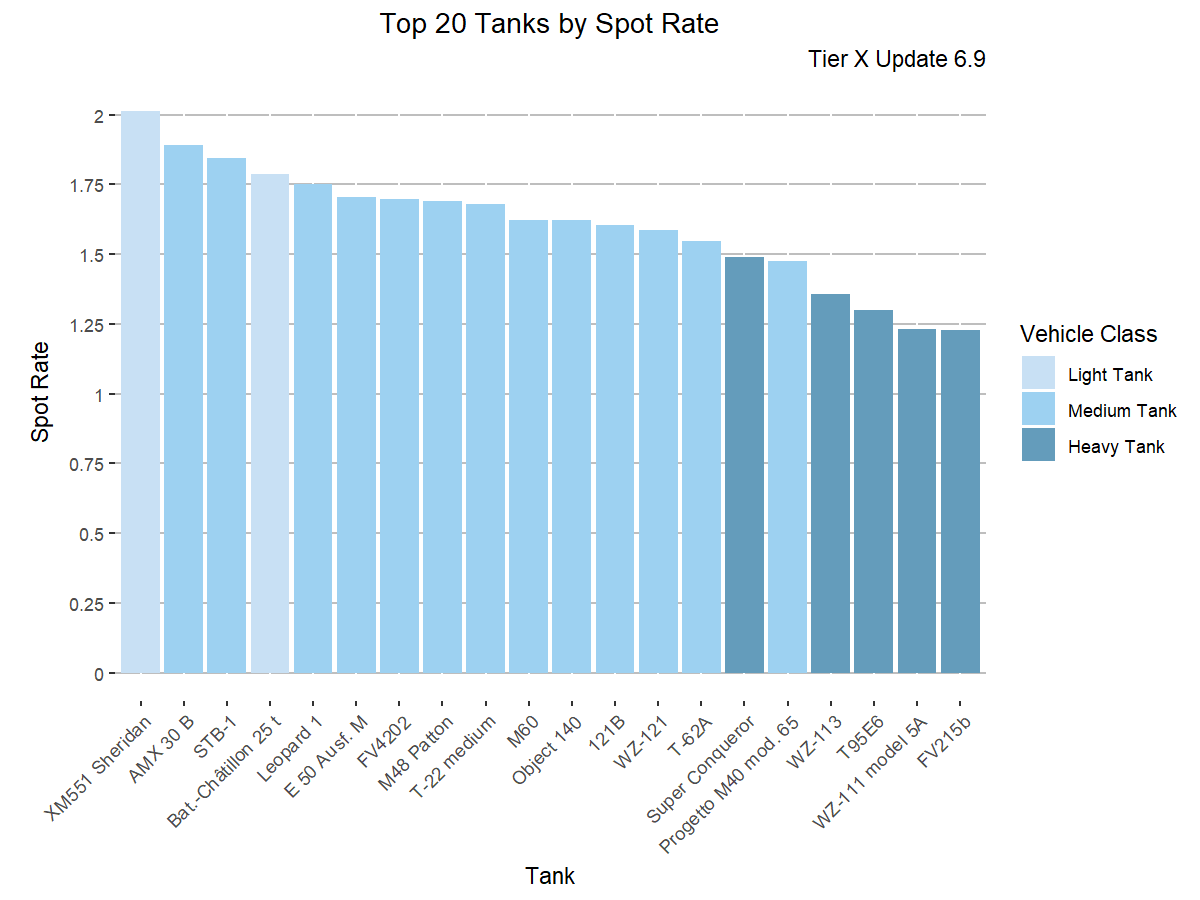 Top 20 Tanks by Spot Rate
Tier X Update 6.9
Spot Rate
2
1.75
1.5
1.25
1
0.75
0.5
0.25
0
XM551 Sheridan
AMX 30 B
STB-1
Bat.-Châtillon 25 t
Leopard 1
E 50 Ausf. M
FV4202
M48 Patton
T-22 medium
M60
Object 140
121B
WZ-121
T-62A
Super Conqueror
Progetto M40 mod. 65
WZ-113
T95E6
WZ-111 model 5A
FV215b
Tank
Vehicle Class
Light Tank
Medium Tank
Heavy Tank